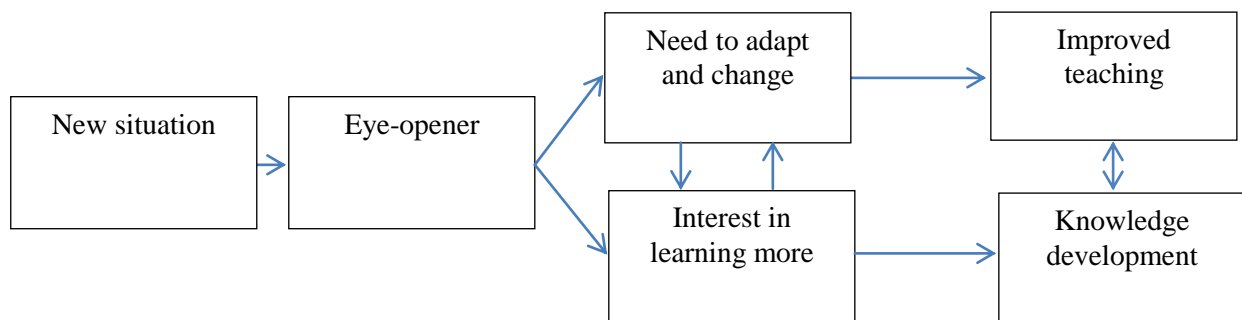 New situation
Eye-opener
Need to adapt
and change
Interest in
learning more
Improved
teaching
Knowledge
development